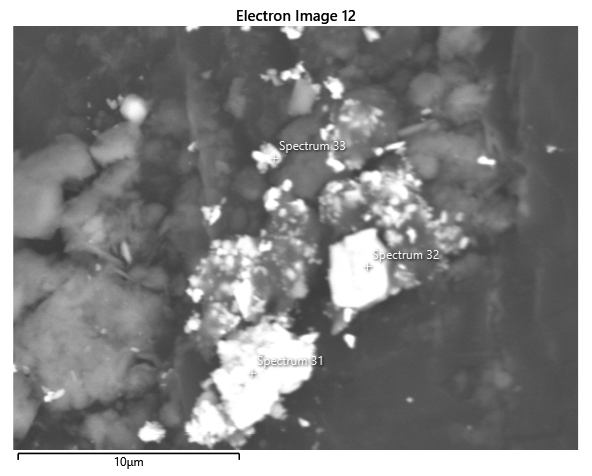 Electron Image 12
Spectrum 33
Spectrum 32
Spectrum 31
10µm